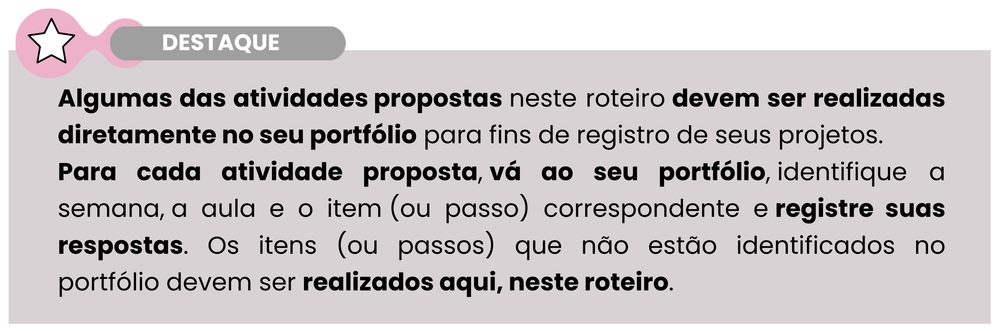 DESTAQUE
Algumas das atividades propostas neste roteiro devem ser realizadas
diretamente no seu portfólio para fins de registro de seus projetos.
Para cada atividade proposta, vá ao seu portfólio, identifique a
semana, a aula e o item (ou passo) correspondente e registre suas
respostas. Os itens (ou passos) que não estão identificados no
portfólio devem ser realizados aqui, neste roteiro.